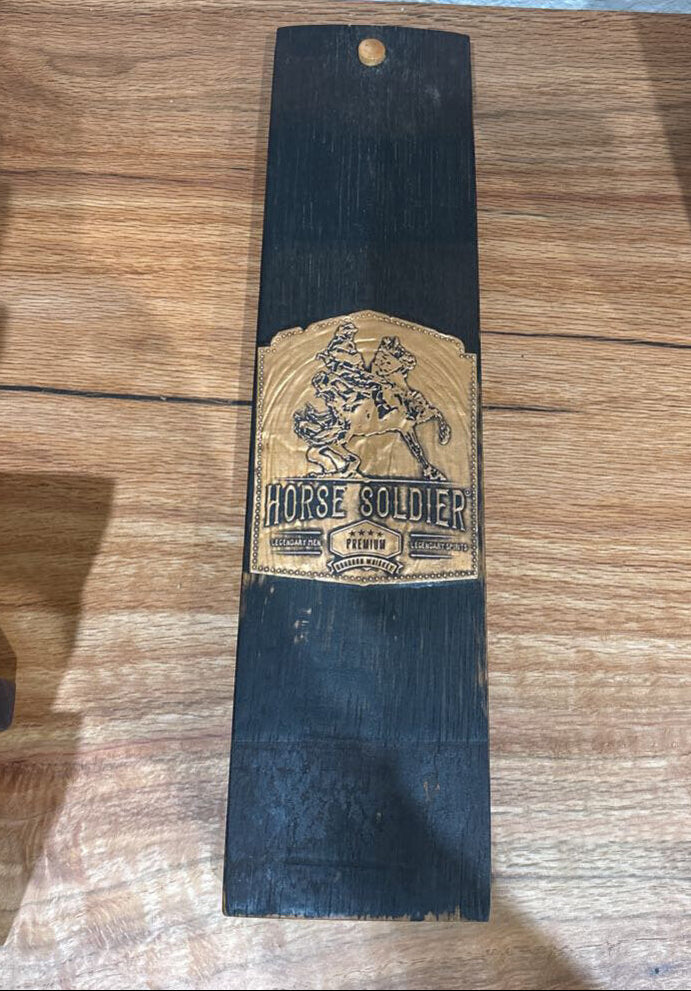 HORSE SOLDIER
LEGENDARY MEN
PREMIUM
LEGENDARY SPIRITS
BOURBON WHISKEY